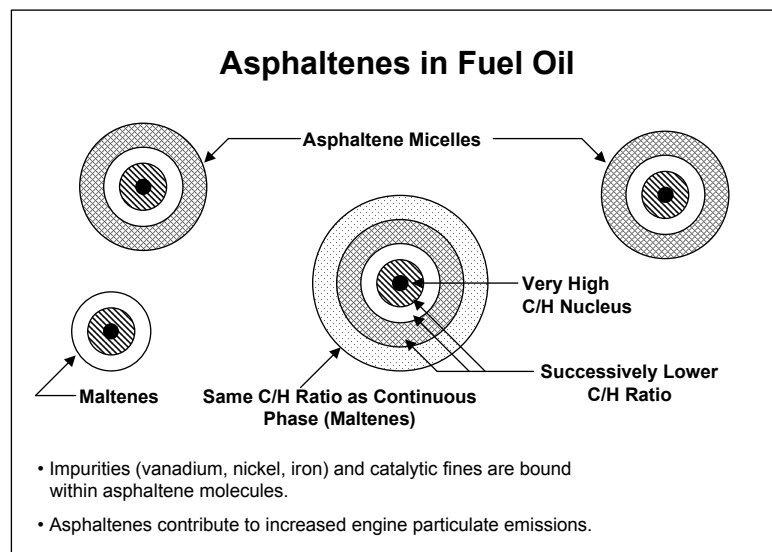 Asphaltenes in Fuel Oil
Asphaltene Micelles
Very High
C/H Nucleus
Maltenes
Same C/H Ratio as Continuous
Phase (Maltenes)
Successively Lower
C/H Ratio
• Impurities (vanadium, nickel, iron) and catalytic fines are bound
within asphaltene molecules.
• Asphaltenes contribute to increased engine particulate emissions.